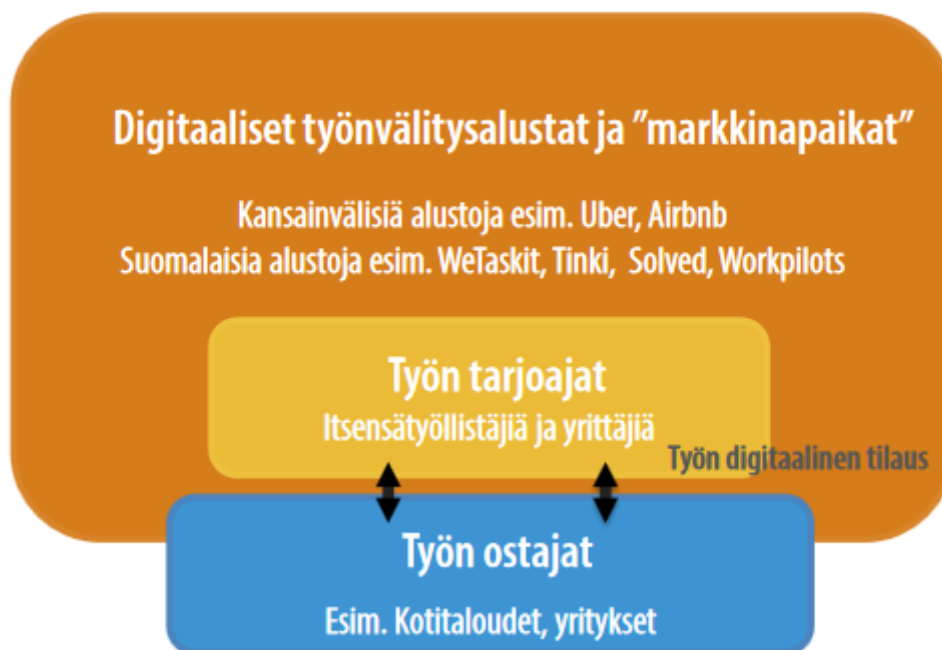 Digitaaliset työnvälitysalustat ja ”markkinapaikat”
Kansainvälisiä alustoja esim. Uber, Airbnb
Suomalaisia alustoja esim. WeTaskit, Tinki, Solved, Workpilots
Työn tarjoajat
Itsensätyöllistäjiä ja yrittäjiä
Työn digitaalinen tilaus
Työn ostajat
Esim. Kotitaloudet, yritykset